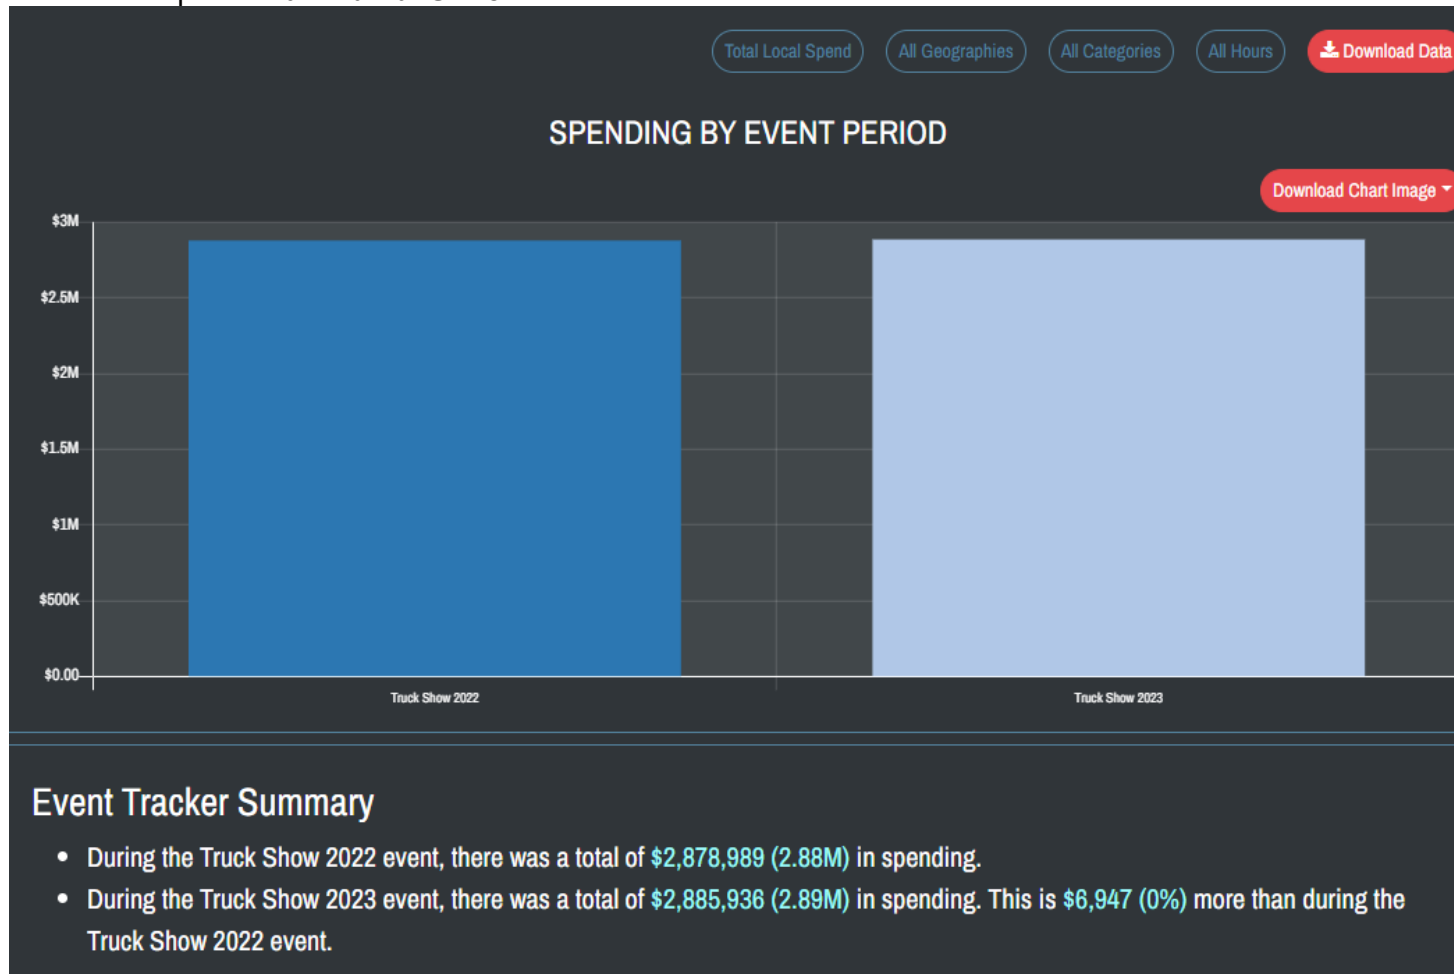 Total Local Spend All Geographies All Categories All Hours Download Data
SPENDING BY EVENT PERIOD
Download Chart Image
$3M
$2.5M
$2M
$1.5M
$1M
$500K
$0.00
Truck Show 2022 Truck Show 2023
Event Tracker Summary
• During the Truck Show 2022 event, there was a total of $2,878,989 (2.88M) in spending.
• During the Truck Show 2023 event, there was a total of $2,885,936 (2.89M) in spending. This is $6,947 (0%) more than during the
Truck Show 2022 event.